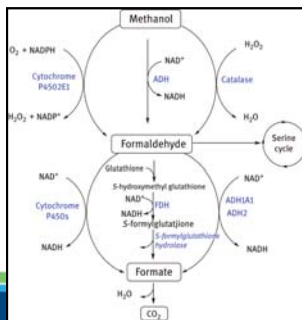 Methanol
O2 + NADPH
Cytochrome
P4502E1
H2O2 + NADP+
NAD+
ADH
NADH
H2O2
Catalase
H2O
Formaldehyde
Serine
cycle
Glutathione
S-hydroxymethyl glutathione
NAD+
Cytochrome
P450s
NADH
NAD+
NADH
FDH
S-formylglutatjione
S-formylglutathione
hydrolase
NAD+
ADH1A1
ADH2
NADH
Formate
H2O
CO2